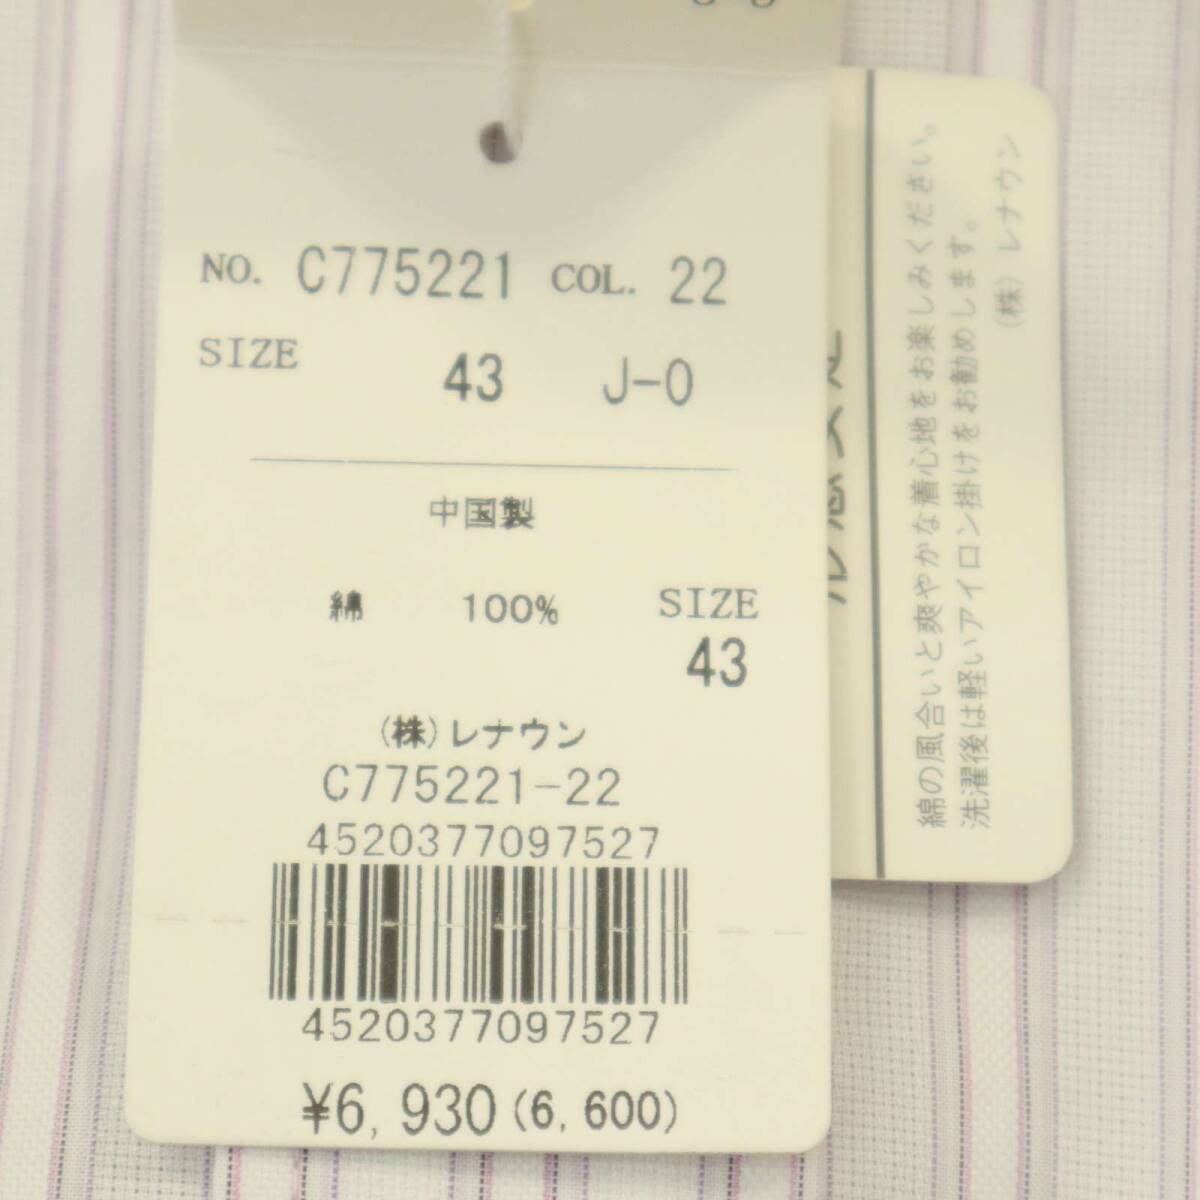 NO. C775221 COL. 22
SIZE 43 J-0
中国製
綿 100%
SIZE
43
(株)レナウン
C775221-22
4520377097527
4520377097527
¥6,930(6,600)
綿の風合いと爽やかな着心地をお楽しみください。
洗濯後は軽いアイロン掛けをお勧めします。
(株)レナウン